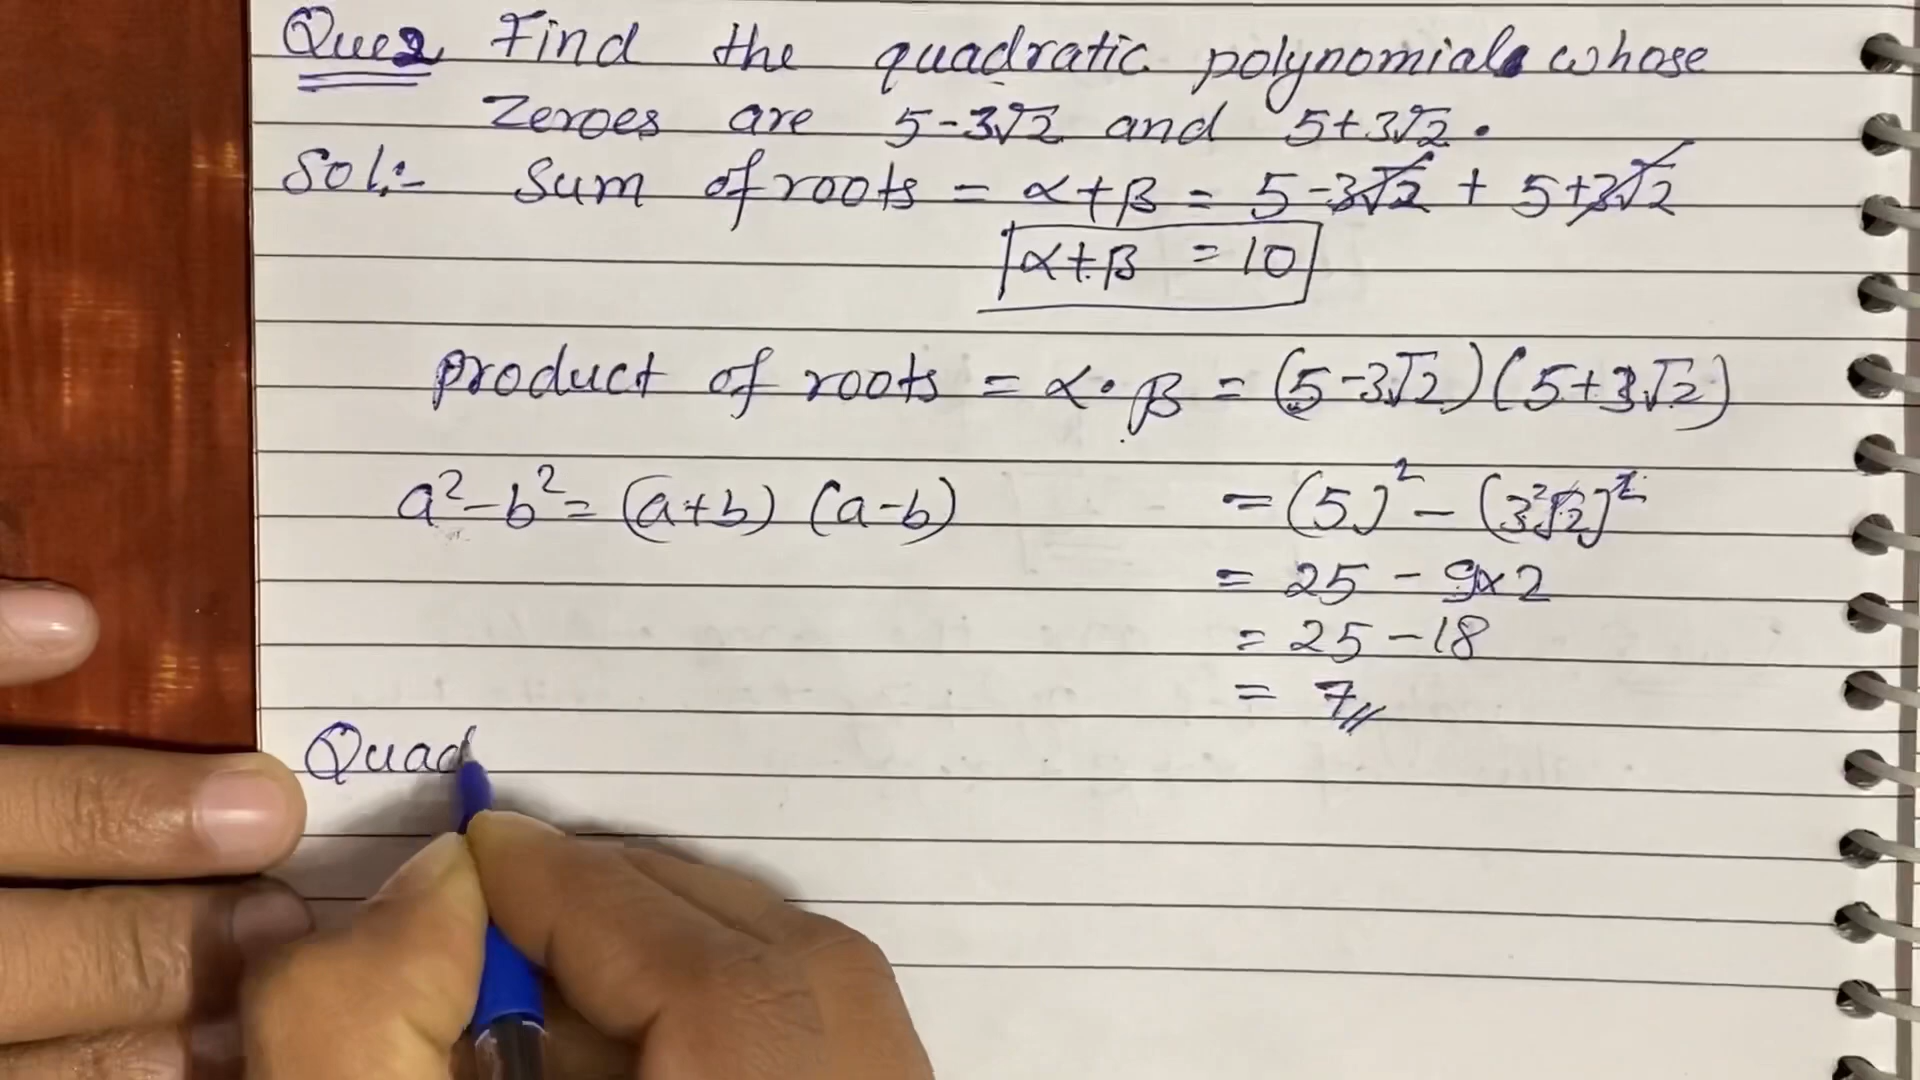 Que2 Find the quadratic polynomials whose
zeroes are 5-3√2 and 5+3√2.
Sol:- Sum of roots = α+β = 5-3√2 + 5+3√2
α+β = 10
product of roots = α·β = (5-3√2)(5+3√2)
a²-b² = (a+b) (a-b) = (5)² - (3²√2)²
= 25 - 9x2
= 25 - 18
= 7//
Quad